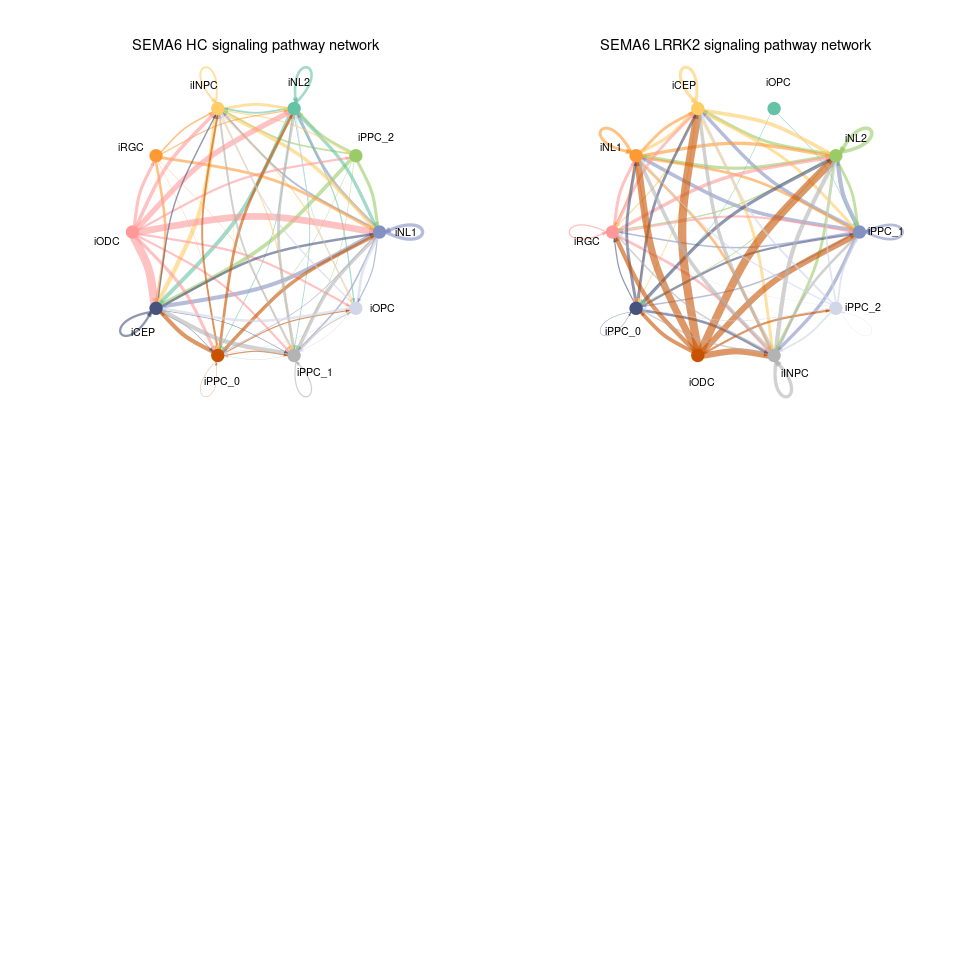 SEMA6 HC signaling pathway network
iINPC
iNL2
iRGC
iPPC_2
iODC
iNL1
iOPC
iCEP
iPPC_1
iPPC_0
SEMA6 LRRK2 signaling pathway network
iCEP
iOPC
iNL1
iNL2
iRGC
iPPC_1
iPPC_2
iPPC_0
iINPC
iODC